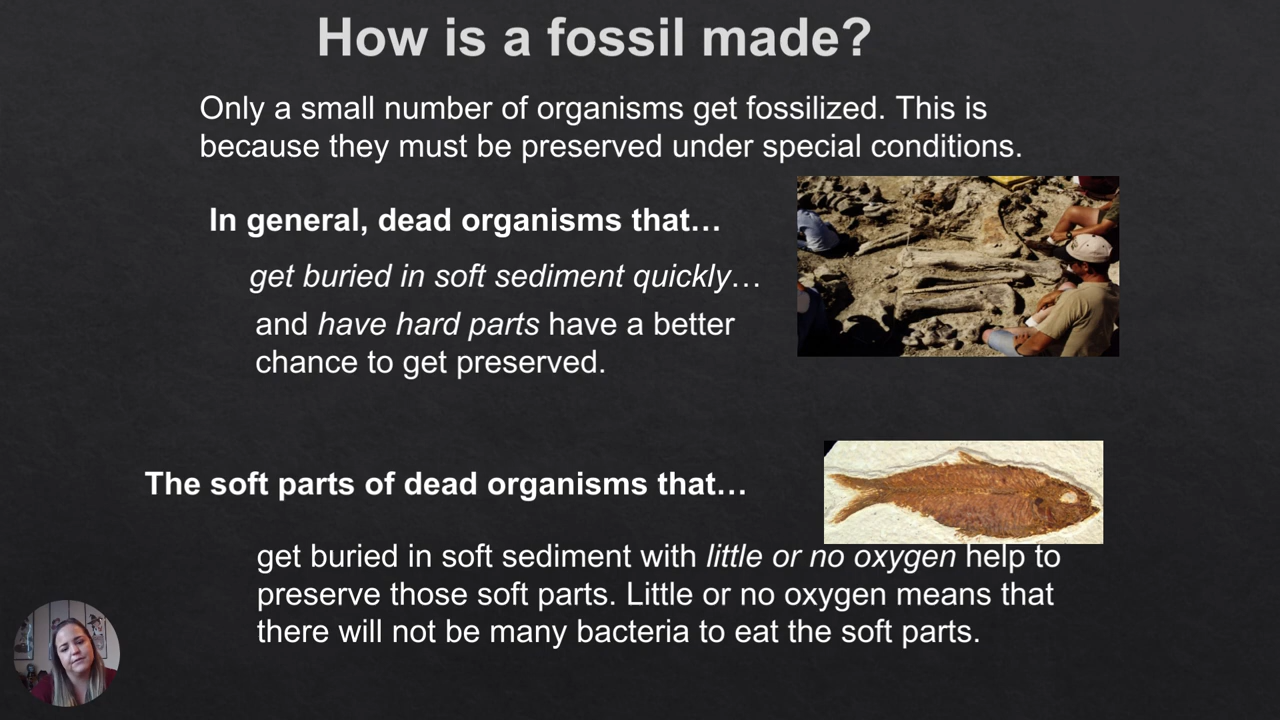 How is a fossil made?
Only a small number of organisms get fossilized. This is
because they must be preserved under special conditions.
In general, dead organisms that…
get buried in soft sediment quickly…
and have hard parts have a better
chance to get preserved.
The soft parts of dead organisms that…
get buried in soft sediment with little or no oxygen help to
preserve those soft parts. Little or no oxygen means that
there will not be many bacteria to eat the soft parts.